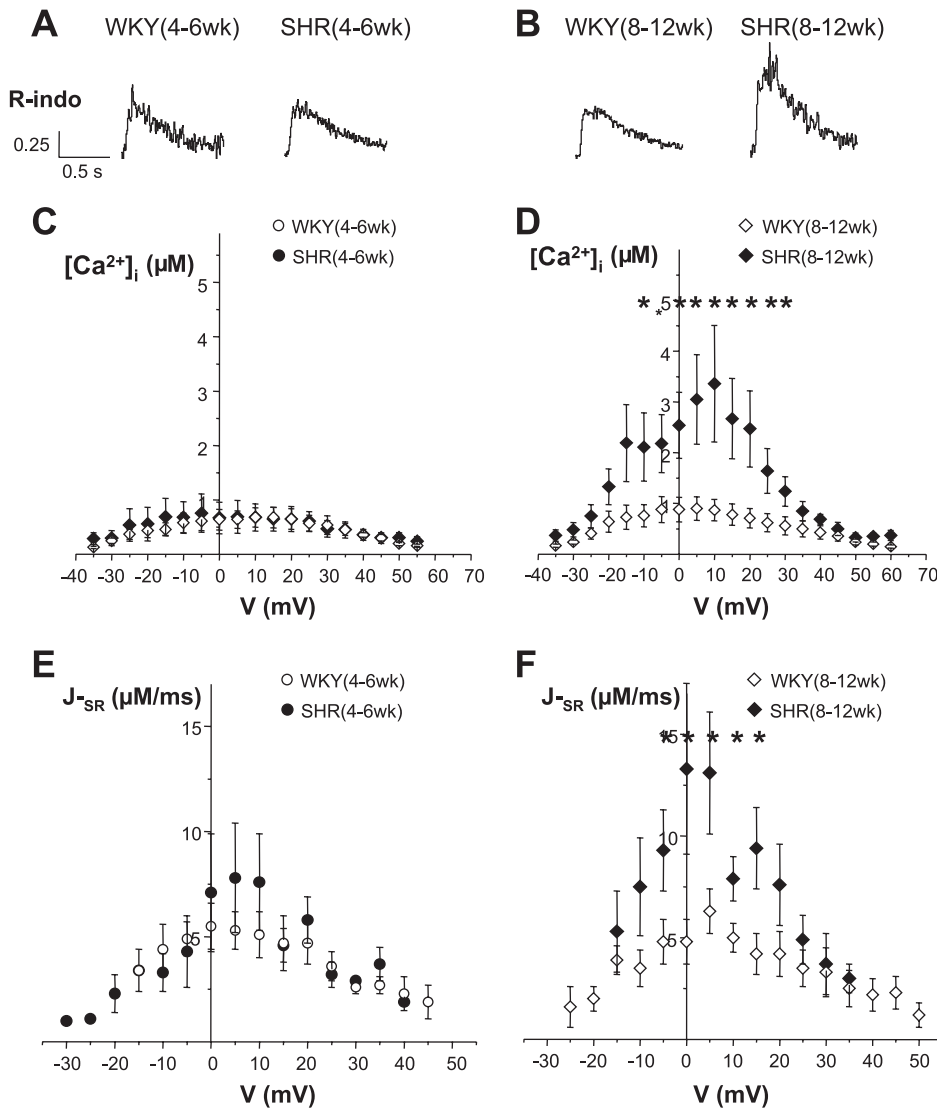 A
WKY(4-6wk)
SHR(4-6wk)
B
WKY(8-12wk)
SHR(8-12wk)
R-indo
0.25
0.5 s
C
WKY(4-6wk)
SHR(4-6wk)
[Ca²⁺]ᵢ (µM)
5
4
3
2
1
-40 -30 -20 -10 0 10 20 30 40 50 60 70
V (mV)
D
WKY(8-12wk)
SHR(8-12wk)
[Ca²⁺]ᵢ (µM)
* * * * * * * * *
5
4
3
2
1
-40 -30 -20 -10 0 10 20 30 40 50 60 70
V (mV)
E
WKY(4-6wk)
SHR(4-6wk)
J-SR (µM/ms)
15
10
5
-30 -20 -10 0 10 20 30 40 50
V (mV)
F
WKY(8-12wk)
SHR(8-12wk)
J-SR (µM/ms)
* * * * *
15
10
5
-30 -20 -10 0 10 20 30 40 50
V (mV)